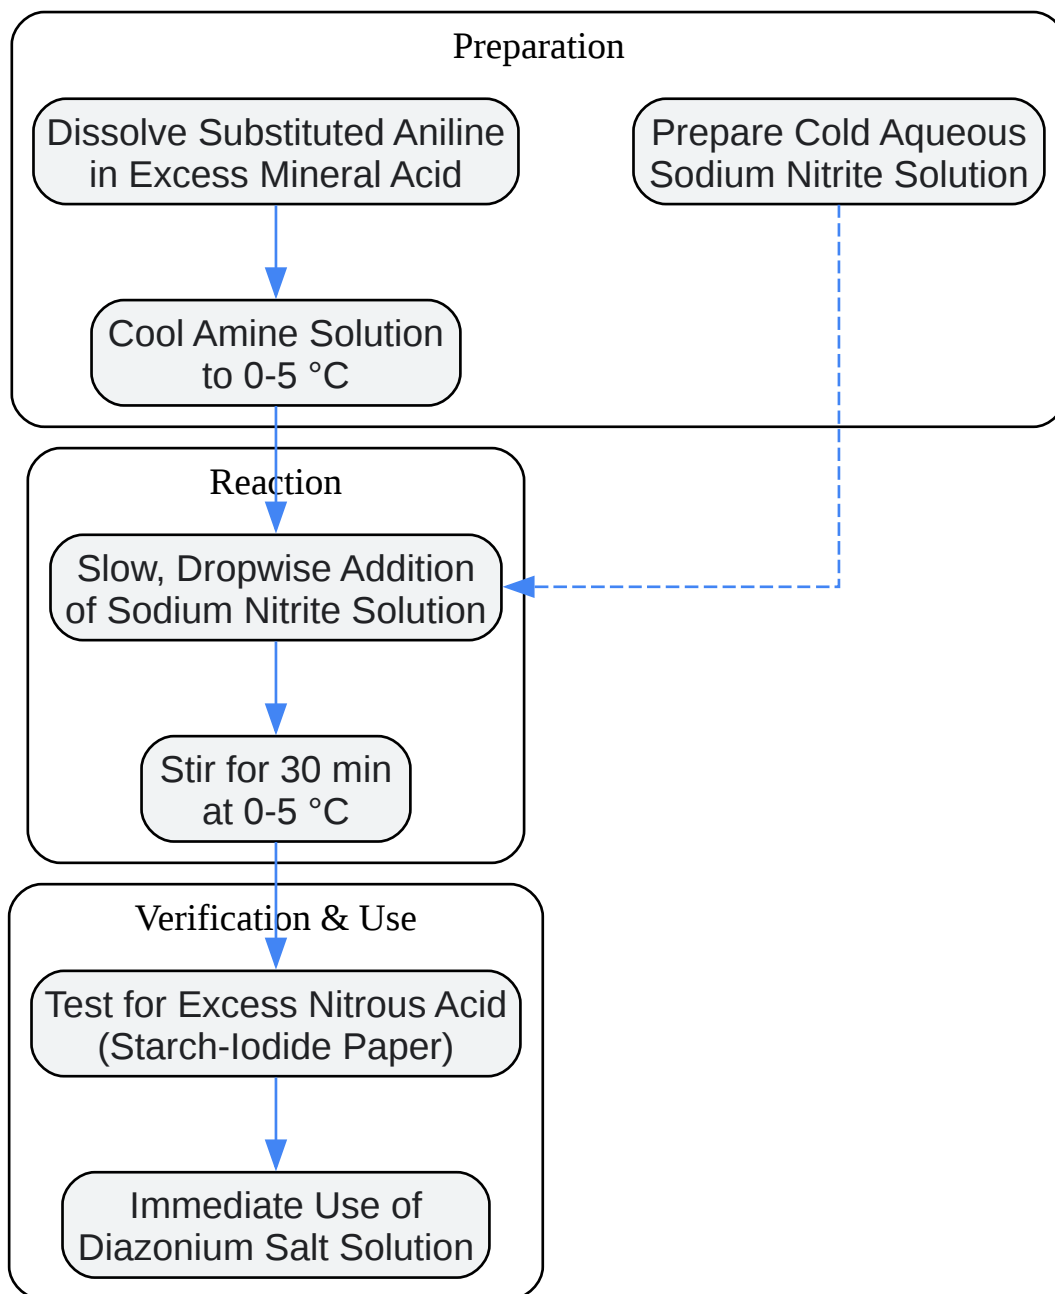 Preparation
Dissolve Substituted Aniline
in Excess Mineral Acid
Prepare Cold Aqueous
Sodium Nitrite Solution
Cool Amine Solution
to 0-5 °C
Reaction
Slow, Dropwise Addition
of Sodium Nitrite Solution
Stir for 30 min
at 0-5 °C
Verification & Use
Test for Excess Nitrous Acid
(Starch-Iodide Paper)
Immediate Use of
Diazonium Salt Solution